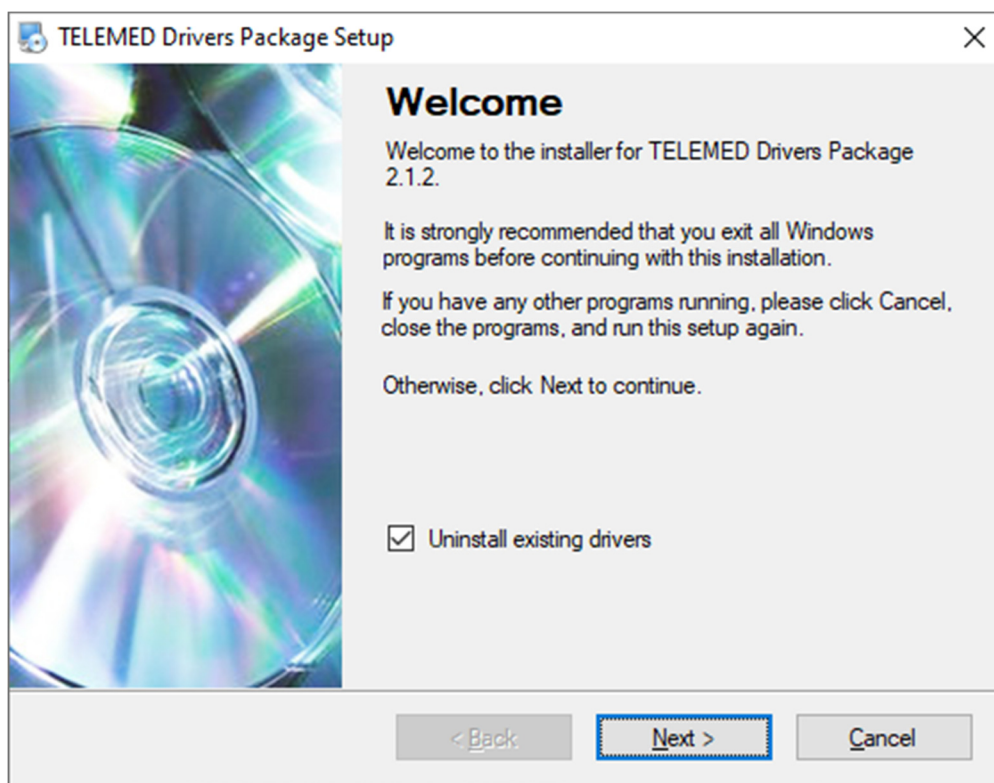 TELEMED Drivers Package Setup
Welcome
Welcome to the installer for TELEMED Drivers Package
2.1.2.
It is strongly recommended that you exit all Windows
programs before continuing with this installation.
If you have any other programs running, please click Cancel,
close the programs, and run this setup again.
Otherwise, click Next to continue.
Uninstall existing drivers
< Back
Next >
Cancel